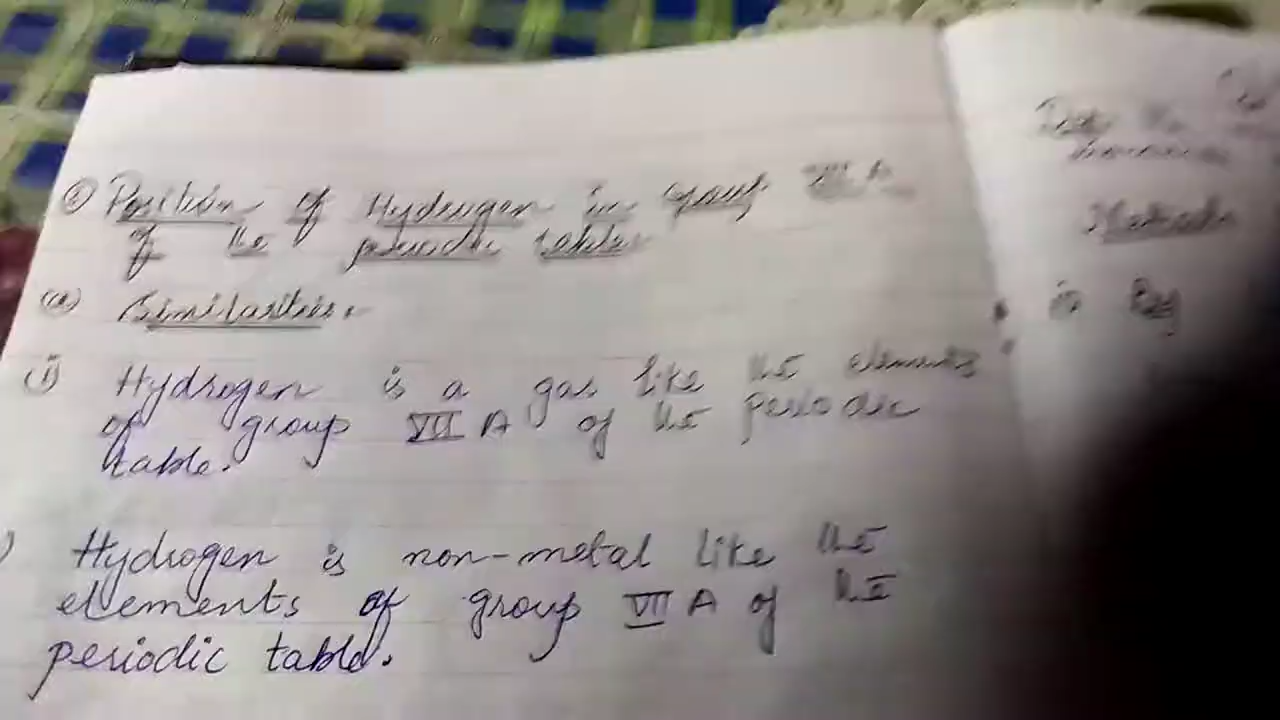 ② Position of Hydrogen in group VII A
of the periodic table
(a) Similarities:
(i) Hydrogen is a gas like the elements
of group VII A of the periodic
table.
) Hydrogen is non-metal like the
elements of group VII A of the
periodic table.